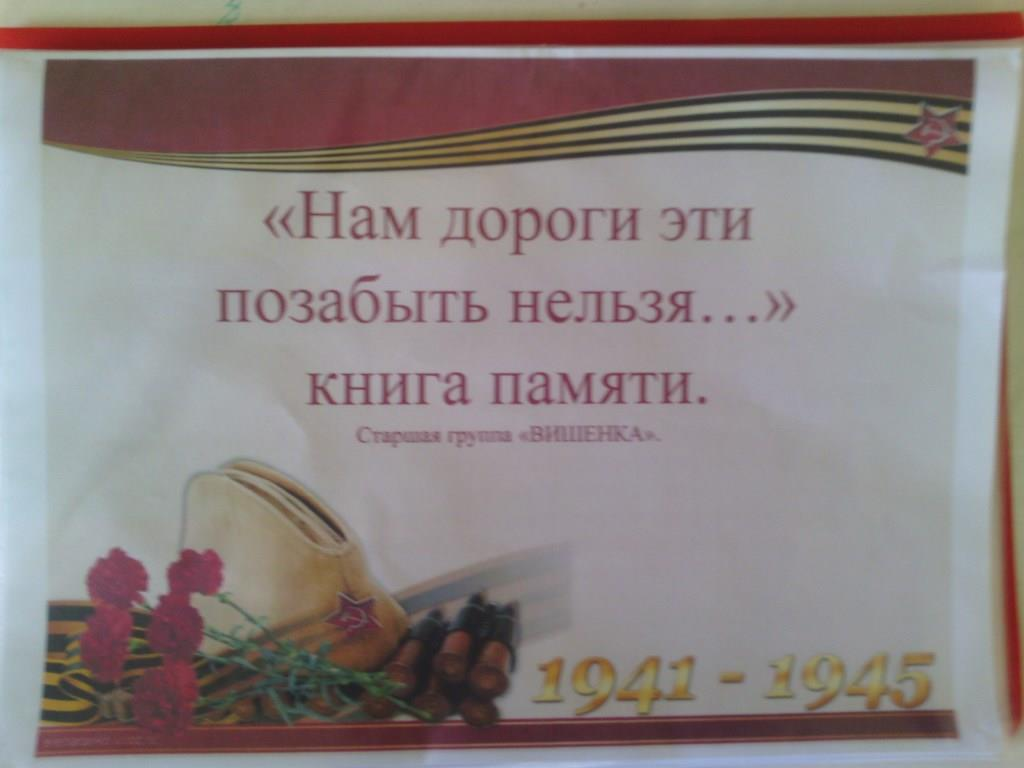 «Нам дороги эти
позабыть нельзя...»
книга памяти.
Старшая группа «ВИШЕНКА».
1941 - 1945